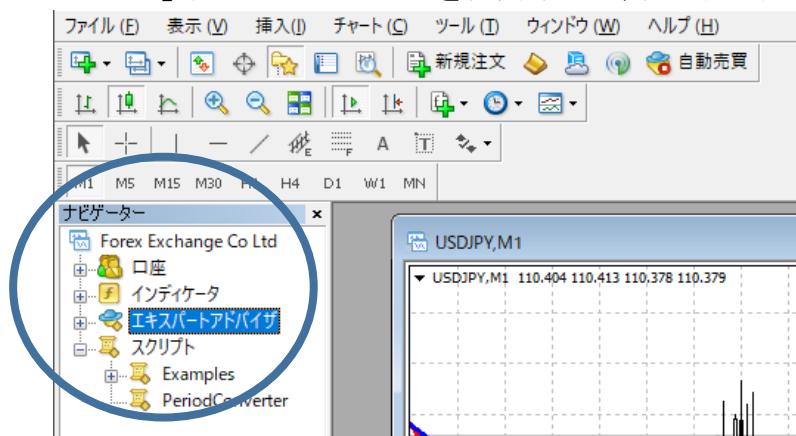 ファイル (F) 表示 (V) 挿入(I) チャート (C) ツール (T) ウィンドウ (W) ヘルプ (H)
新規注文 自動売買
M1 M5 M15 M30 H1 H4 D1 W1 MN
ナビゲーター
Forex Exchange Co Ltd
口座
インディケータ
エキスパートアドバイザ
スクリプト
Examples
PeriodConverter
USDJPY,M1
USDJPY,M1 110.404 110.413 110.378 110.379